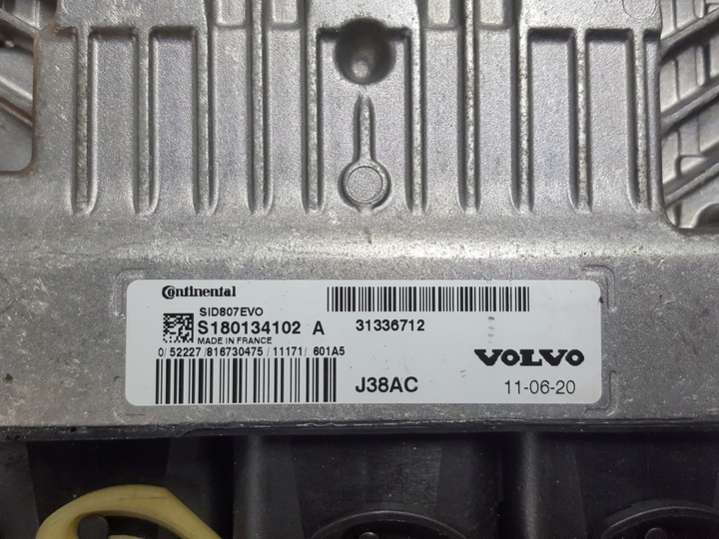 Continental
SID807EVO
S180134102 A
MADE IN FRANCE
0/52227/816730475/11171/601A5
31336712
VOLVO
J38AC
11-06-20